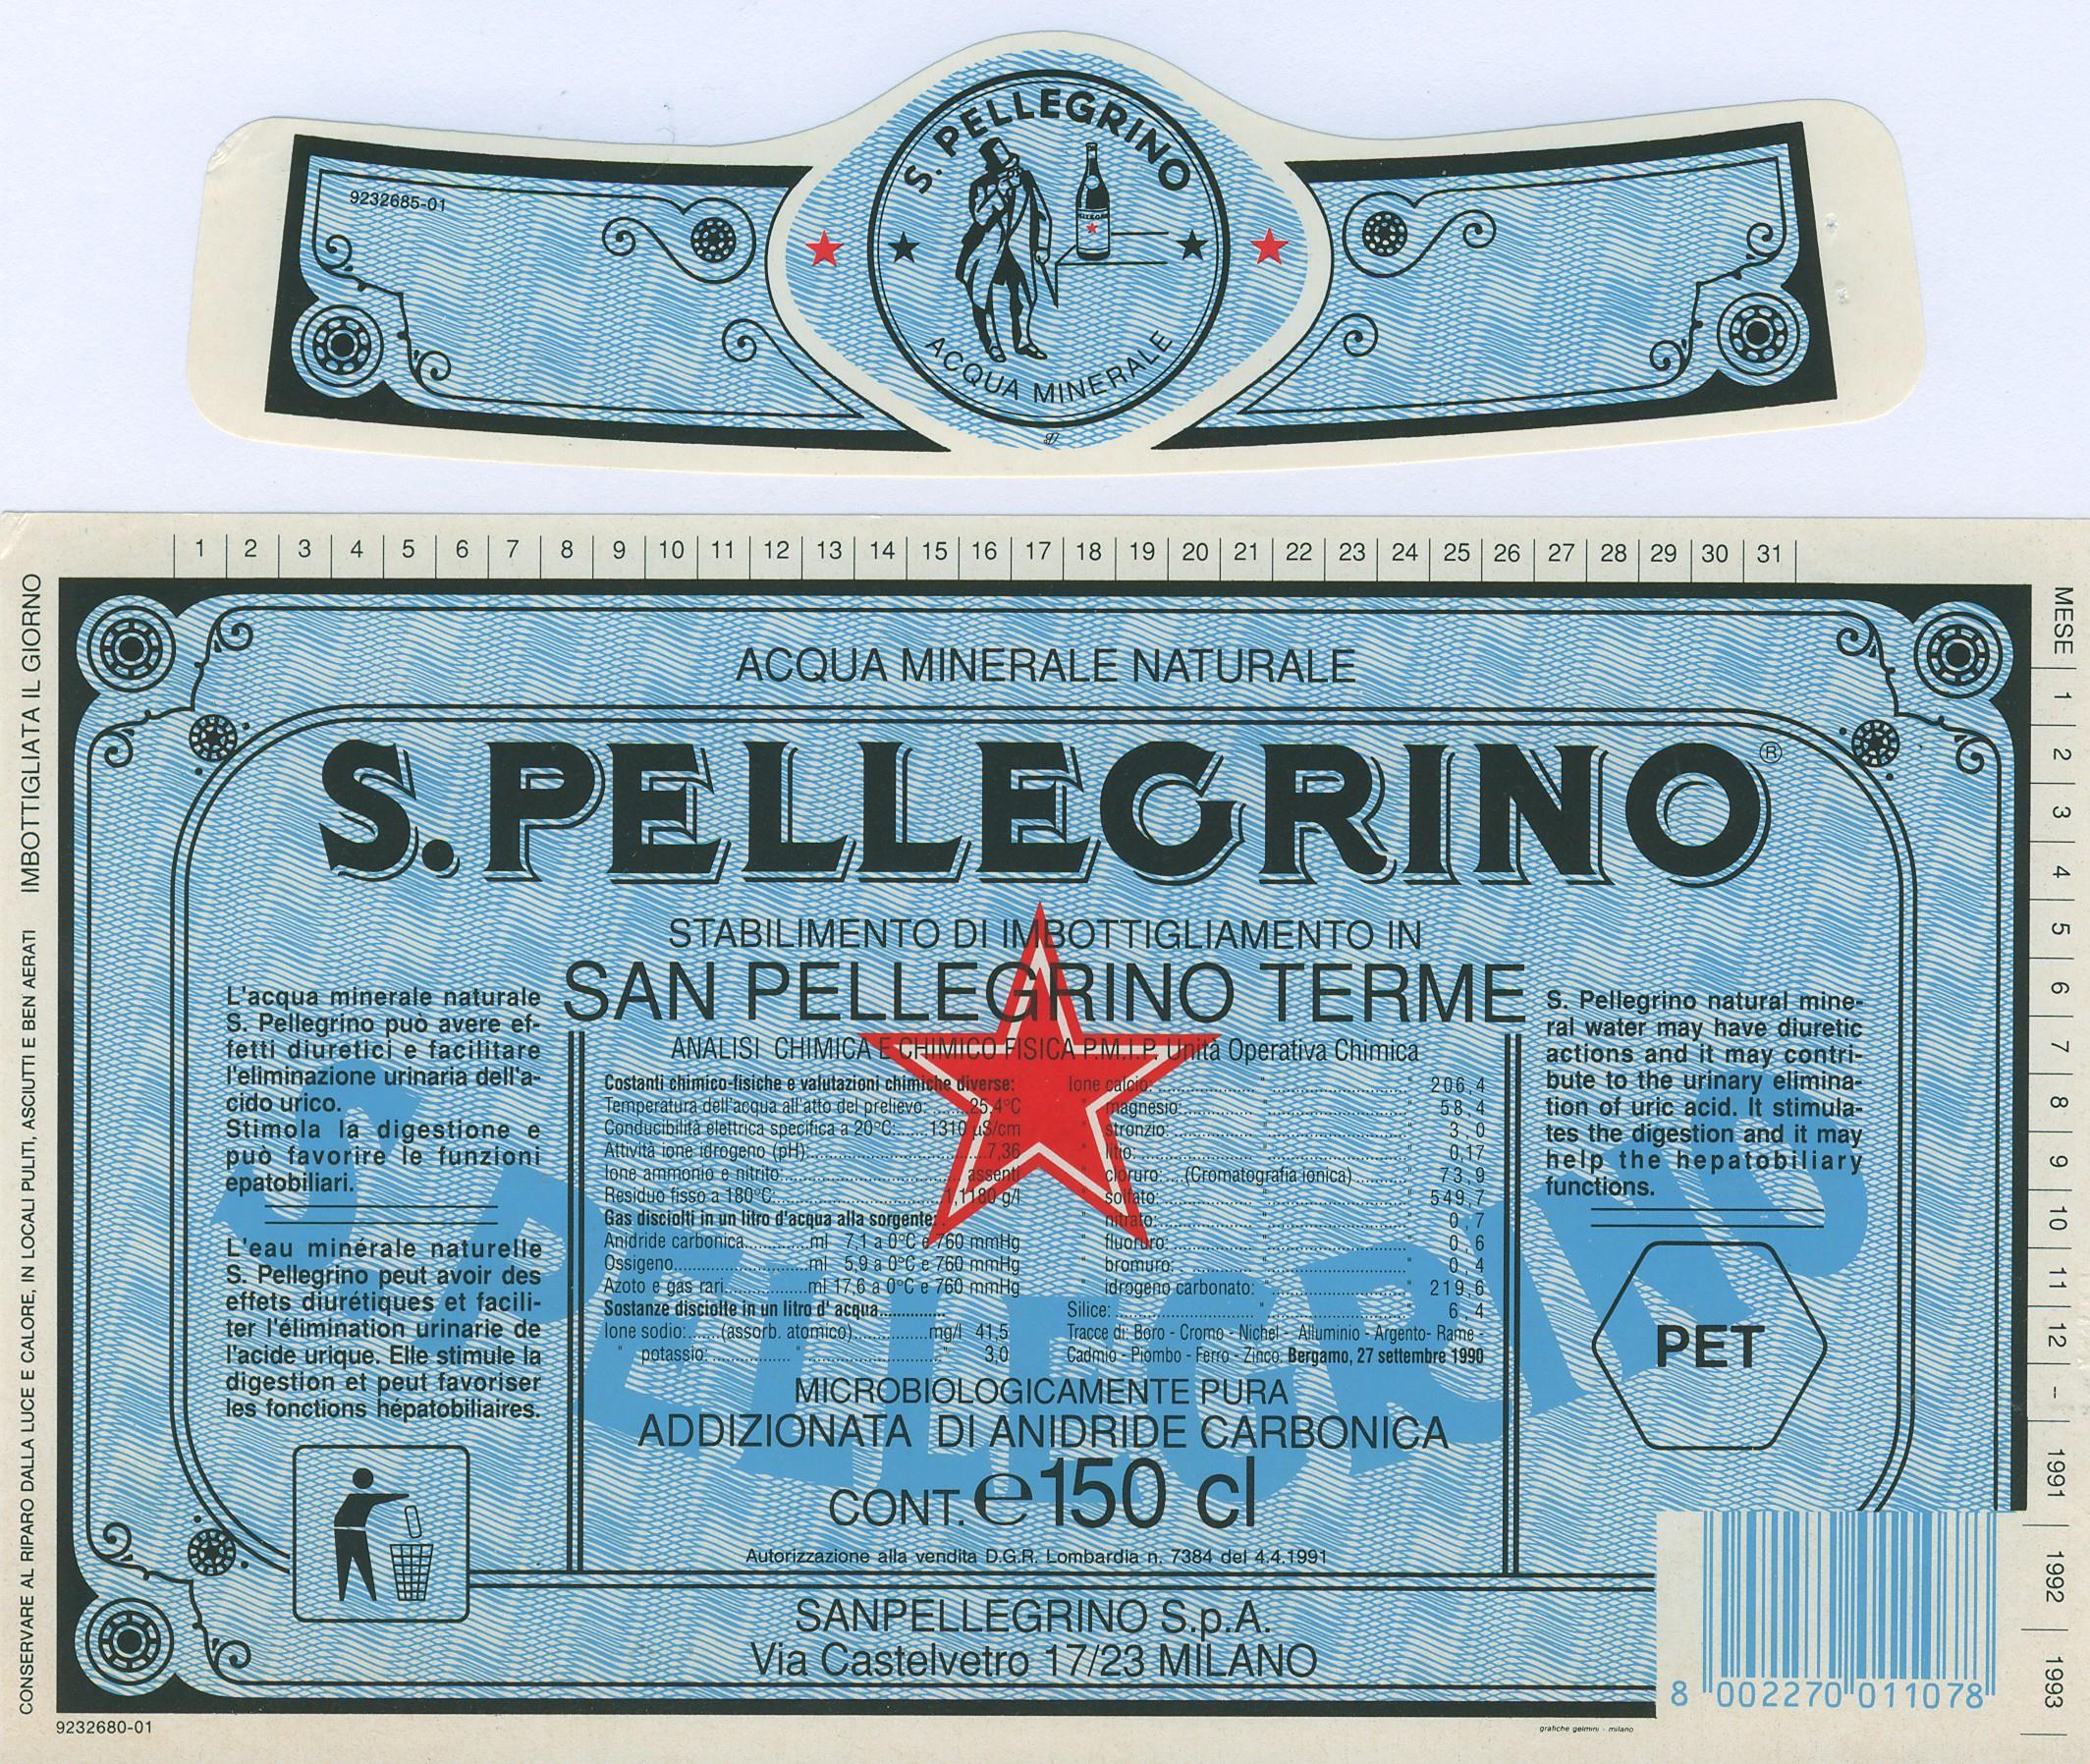 S. PELLEGRINO
ACQUA MINERALE
9232685-01
1 2 3 4 5 6 7 8 9 10 11 12 13 14 15 16 17 18 19 20 21 22 23 24 25 26 27 28 29 30 31
IMBOTTIGLIATA IL GIORNO
CONSERVARE AL RIPARO DALLA LUCE E CALORE, IN LOCALI PULITI, ASCIUTTI E BEN AERATI
MESE 1 2 3 4 5 6 7 8 9 10 11 12 - 1991 1992 1993
ACQUA MINERALE NATURALE
S.PELLEGRINO®
STABILIMENTO DI IMBOTTIGLIAMENTO IN
SAN PELLEGRINO TERME
L'acqua minerale naturale
S. Pellegrino può avere ef-
fetti diuretici e facilitare
l'eliminazione urinaria dell'a-
cido urico.
Stimola la digestione e
può favorire le funzioni
epatobiliari.
L'eau minérale naturelle
S. Pellegrino peut avoir des
effets diurétiques et facili-
ter l'élimination urinarie de
l'acide urique. Elle stimule la
digestion et peut favoriser
les fonctions hépatobiliaires.
ANALISI CHIMICA E CHIMICO FISICA P.M.I.P. Unità Operativa Chimica
Costanti chimico-fisiche e valutazioni chimiche diverse:
Temperatura dell'acqua all'atto del prelievo: ...... 25,4°C
Conducibilità elettrica specifica a 20°C: ...... 1310 µS/cm
Attività ione idrogeno (pH): ...... 7,36
Ione ammonio e nitrito: ...... assenti
Residuo fisso a 180°C: ...... 1,1180 g/l
Gas disciolti in un litro d'acqua alla sorgente:
Anidride carbonica ...... ml 7,1 a 0°C e 760 mmHg
Ossigeno ...... ml 5,9 a 0°C e 760 mmHg
Azoto e gas rari ...... ml 17,6 a 0°C e 760 mmHg
Sostanze disciolte in un litro d' acqua ......
Ione sodio: ...... (assorb. atomico) ...... mg/l 41,5
" potassio: ...... " ...... " 3,0
Ione calcio: ...... " ...... " 206,4
" magnesio: ...... " ...... " 58,4
" stronzio: ...... " ...... " 3,0
" litio: ...... " ...... " 0,17
" cloruro: .... (Cromatografia ionica) ...... " 73,9
" solfato: ...... " ...... " 549,7
" nitrato: ...... " ...... " 0,7
" fluoruro: ...... " ...... " 0,6
" bromuro: ...... " ...... " 0,4
" idrogeno carbonato: " ...... " 219,6
Silice: ...... " ...... " 6,4
Tracce di: Boro - Cromo - Nichel - Alluminio - Argento- Rame -
Cadmio - Piombo - Ferro - Zinco. Bergamo, 27 settembre 1990
MICROBIOLOGICAMENTE PURA
ADDIZIONATA DI ANIDRIDE CARBONICA
CONT. ℮ 150 cl
Autorizzazione alla vendita D.G.R. Lombardia n. 7384 del 4.4.1991
S. Pellegrino natural mine-
ral water may have diuretic
actions and it may contri-
bute to the urinary elimina-
tion of uric acid. It stimula-
tes the digestion and it may
help the hepatobiliary
functions.
PET
S. PELLEGRINO
SANPELLEGRINO S.p.A.
Via Castelvetro 17/23 MILANO
8 002270 011078
9232680-01
grafiche gelmini - milano